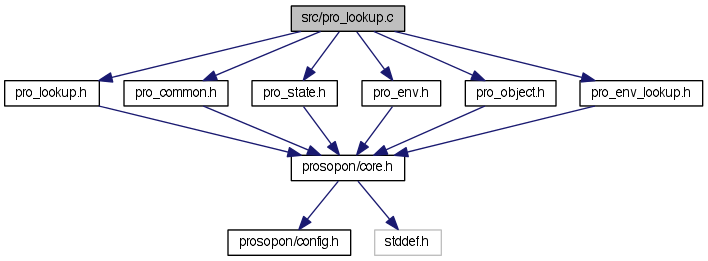 src/pro_lookup.c
pro_lookup.h
pro_common.h
pro_state.h
pro_env.h
pro_object.h
pro_env_lookup.h
prosopon/core.h
prosopon/config.h
stddef.h